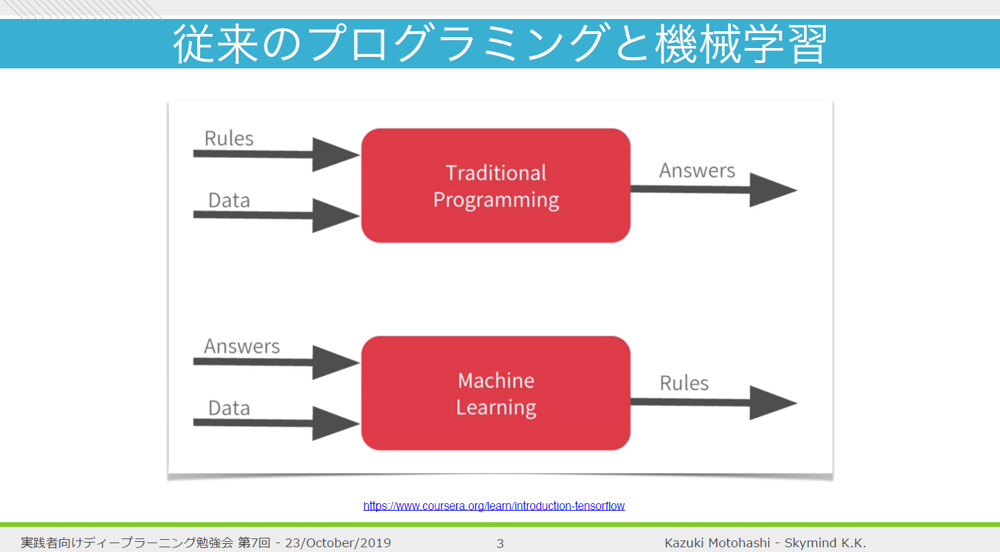 従来のプログラミングと機械学習
Rules
Data
Traditional
Programming
Answers
Answers
Data
Machine
Learning
Rules
https://www.coursera.org/learn/introduction-tensorflow
実践者向けディープラーニング勉強会 第7回 - 23/October/2019
3
Kazuki Motohashi - Skymind K.K.